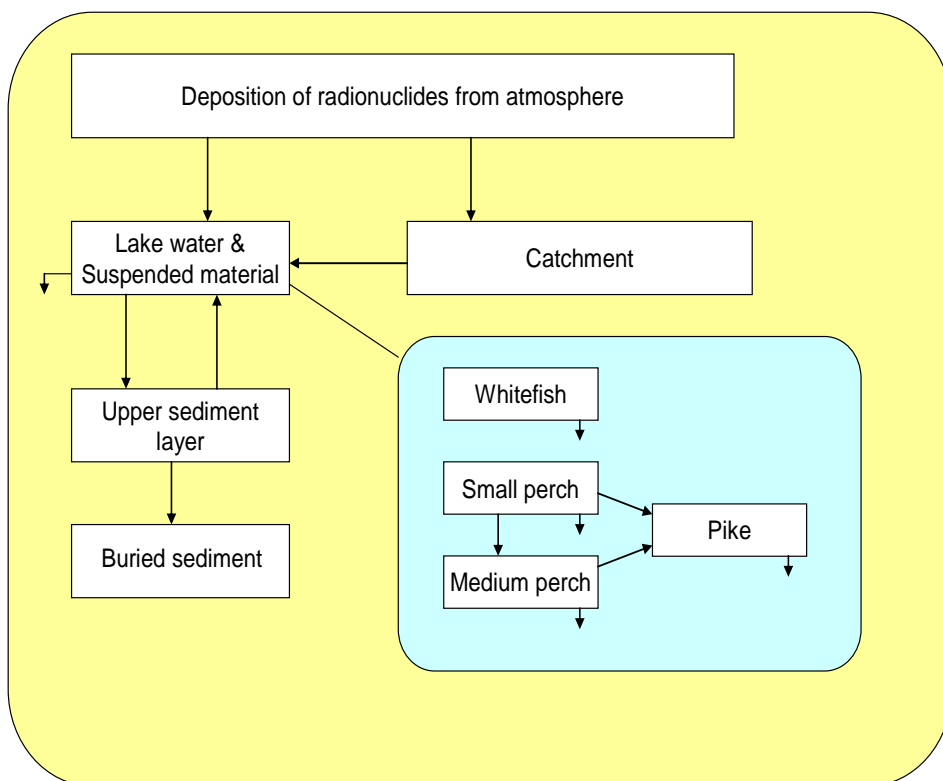 Deposition of radionuclides from atmosphere
Lake water &
Suspended material
Catchment
Upper sediment
layer
Buried sediment
Whitefish
Small perch
Pike
Medium perch